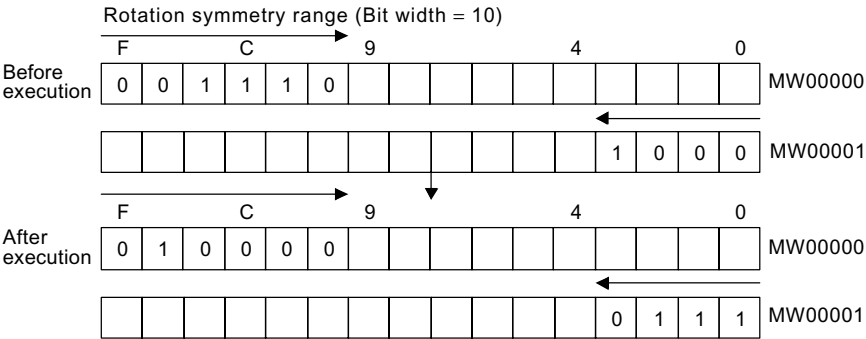 Rotation symmetry range (Bit width = 10)
F C 9 4 0
Before
execution
0 0 1 1 1 0
MW00000
1 0 0 0
MW00001
F C 9 4 0
After
execution
0 1 0 0 0 0
MW00000
0 1 1 1
MW00001